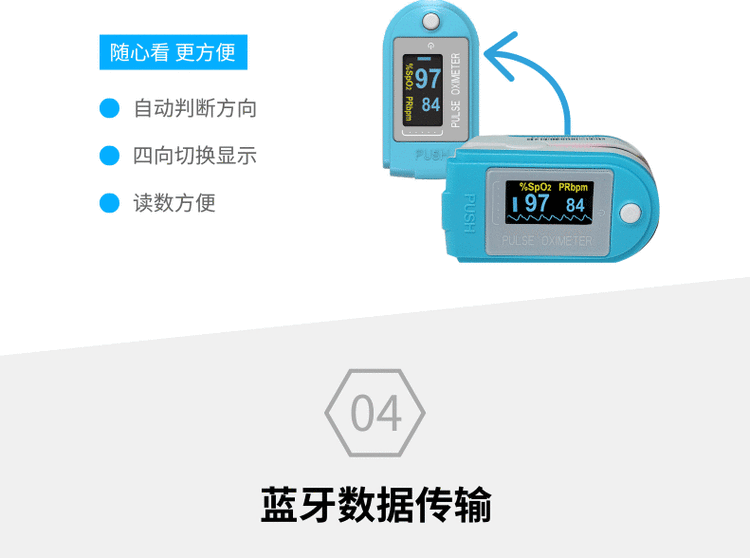 随心看 更方便
自动判断方向
四向切换显示
读数方便
%SpO2
PRbpm
97
84
PULSE OXIMETER
PUSH
%SpO2 PRbpm
97 84
PUSH
PULSE OXIMETER
04
蓝牙数据传输